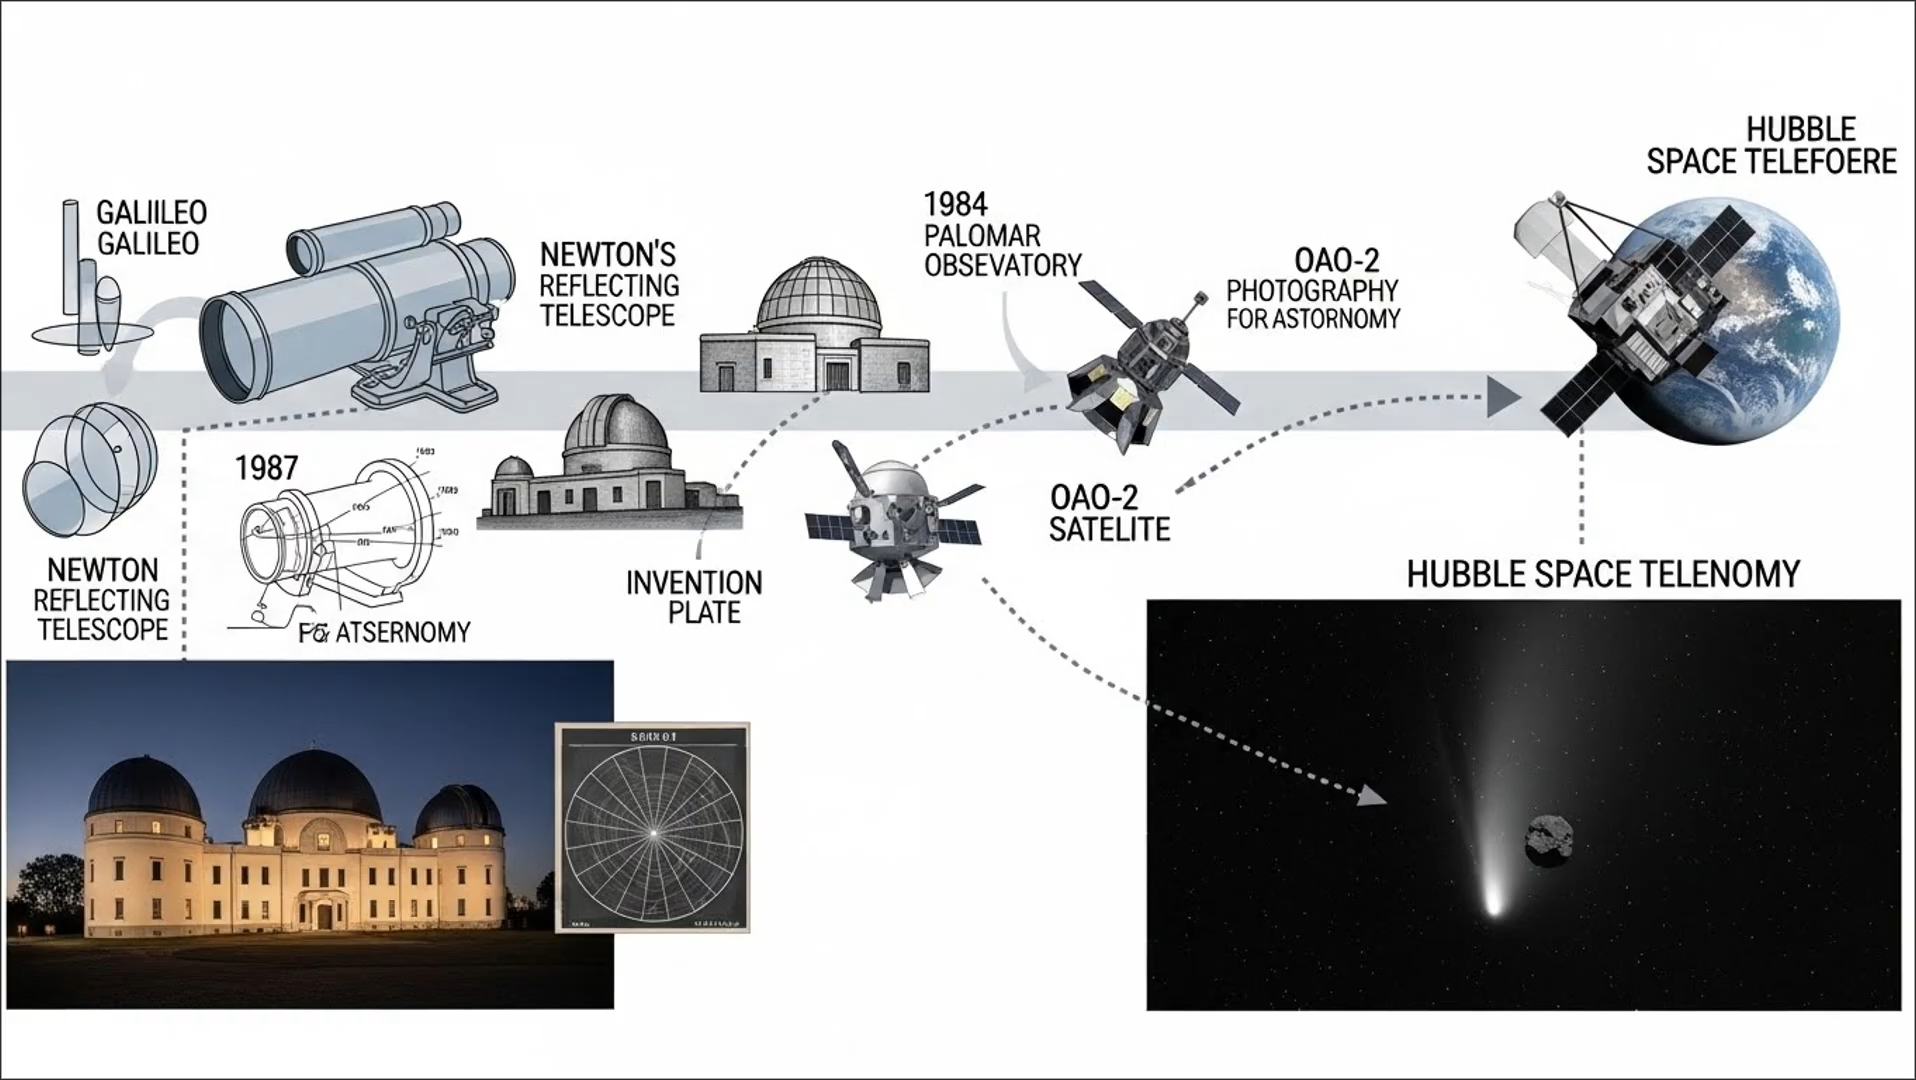 HUBBLE
SPACE TELEFOERE
GALIILEO
GALILEO
1984
PALOMAR
OBSEVATORY
NEWTON'S
REFLECTING
TELESCOPE
OAO-2
PHOTOGRAPHY
FOR ASTORNOMY
1987
OAO-2
SATELITE
NEWTON
REFLECTING
TELESCOPE
ATSERNOMY
INVENTION
PLATE
HUBBLE SPACE TELENOMY